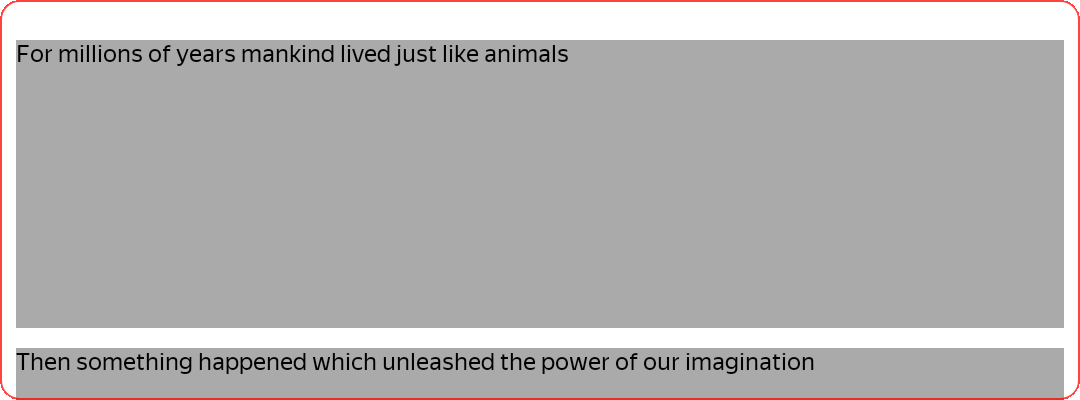 For millions of years mankind lived just like animals
Then something happened which unleashed the power of our imagination